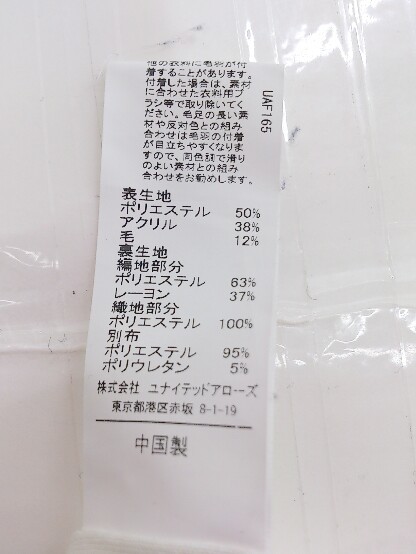 他の衣料に毛羽が付
着することがあります。
付着した場合は、素材
に合わせた衣料用ブ
ラシ等で取り除いてく
ださい。毛足の長い素
材や反対色との組み
合わせは毛羽の付着
が目立ちやすくなりま
すので、同色調で滑り
のよい素材との組み
合わせをお勧めします。
UAF165
表生地
ポリエステル 50%
アクリル 38%
毛 12%
裏生地
編地部分
ポリエステル 63%
レーヨン 37%
織地部分
ポリエステル 100%
別布
ポリエステル 95%
ポリウレタン 5%
株式会社 ユナイテッドアローズ
東京都港区赤坂 8-1-19
中国製